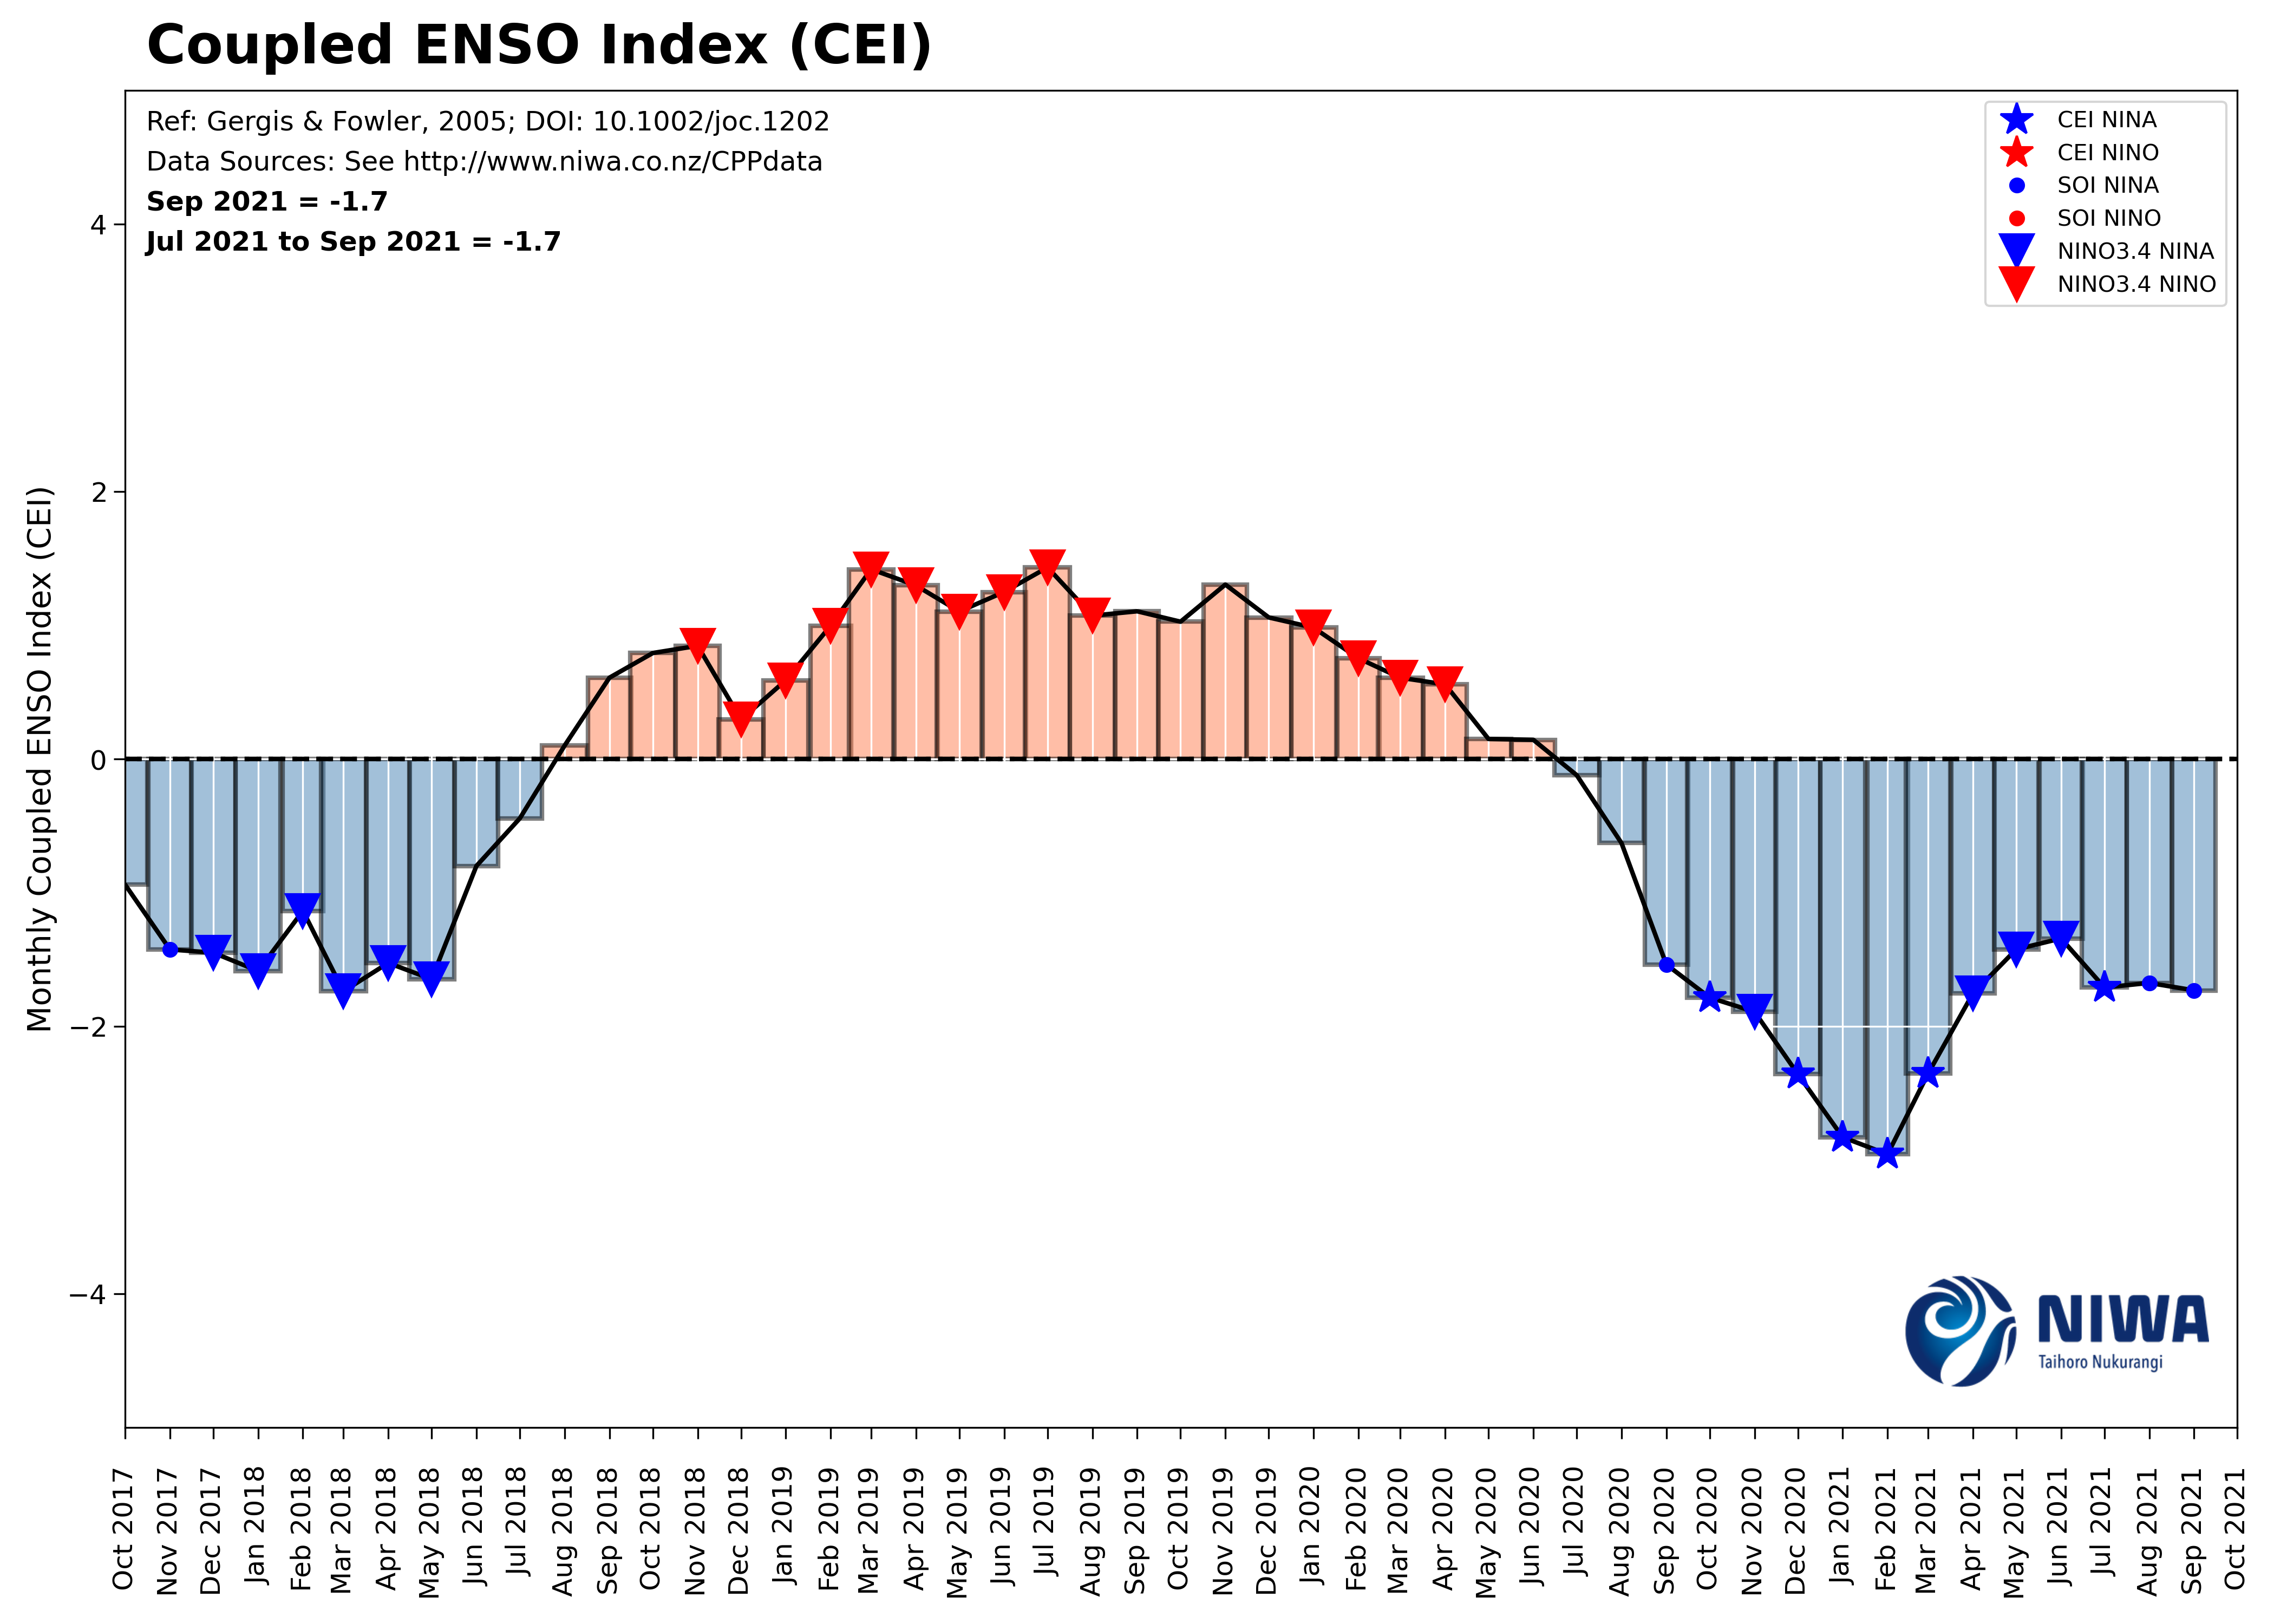 Coupled ENSO Index (CEI)
Ref: Gergis & Fowler, 2005; DOI: 10.1002/joc.1202
Data Sources: See http://www.niwa.co.nz/CPPdata
Sep 2021 = -1.7
Jul 2021 to Sep 2021 = -1.7
CEI NINA
CEI NINO
SOI NINA
SOI NINO
NINO3.4 NINA
NINO3.4 NINO
Monthly Coupled ENSO Index (CEI)
4
2
0
−2
−4
NIWA
Taihoro Nukurangi
Oct 2017
Nov 2017
Dec 2017
Jan 2018
Feb 2018
Mar 2018
Apr 2018
May 2018
Jun 2018
Jul 2018
Aug 2018
Sep 2018
Oct 2018
Nov 2018
Dec 2018
Jan 2019
Feb 2019
Mar 2019
Apr 2019
May 2019
Jun 2019
Jul 2019
Aug 2019
Sep 2019
Oct 2019
Nov 2019
Dec 2019
Jan 2020
Feb 2020
Mar 2020
Apr 2020
May 2020
Jun 2020
Jul 2020
Aug 2020
Sep 2020
Oct 2020
Nov 2020
Dec 2020
Jan 2021
Feb 2021
Mar 2021
Apr 2021
May 2021
Jun 2021
Jul 2021
Aug 2021
Sep 2021
Oct 2021